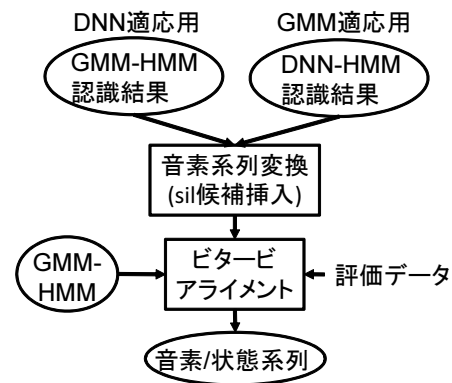 DNN適応用
GMM適応用
GMM-HMM
認識結果
DNN-HMM
認識結果
音素系列変換
(sil候補挿入)
GMM-
HMM
ビタービ
アライメント
評価データ
音素/状態系列